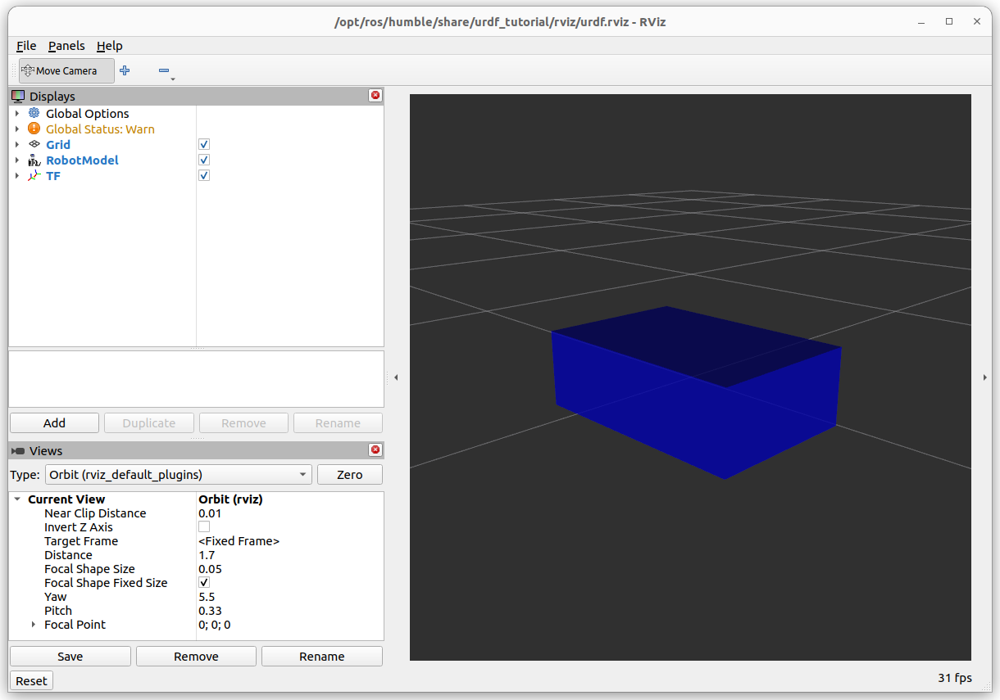 /opt/ros/humble/share/urdf_tutorial/rviz/urdf.rviz - RViz
File Panels Help
Move Camera
Displays
Global Options
Global Status: Warn
Grid
RobotModel
TF
Add Duplicate Remove Rename
Views
Type: Orbit (rviz_default_plugins) Zero
Current View Orbit (rviz)
Near Clip Distance 0.01
Invert Z Axis
Target Frame <Fixed Frame>
Distance 1.7
Focal Shape Size 0.05
Focal Shape Fixed Size
Yaw 5.5
Pitch 0.33
Focal Point 0; 0; 0
Save Remove Rename
Reset 31 fps